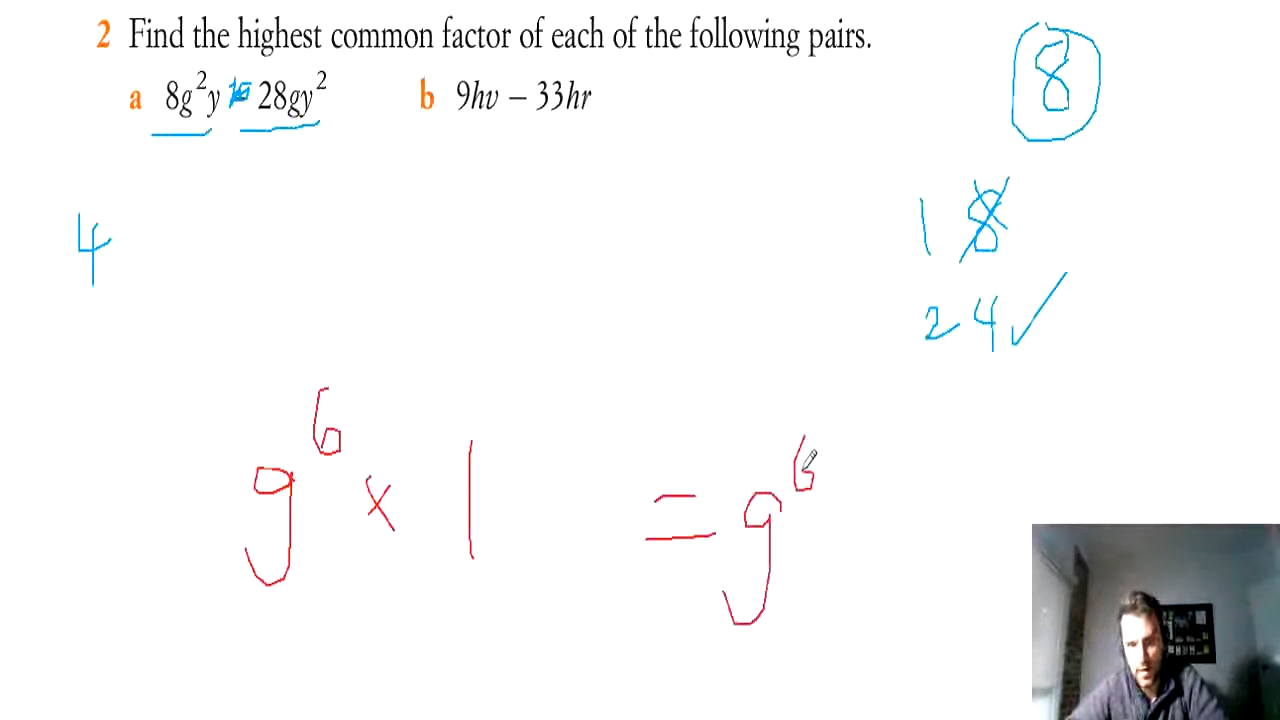 2 Find the highest common factor of each of the following pairs.
a 8g²y 28gy² b 9hv – 33hr
8
1 8
2 4 ✓
4
g⁶ × 1 = g⁶